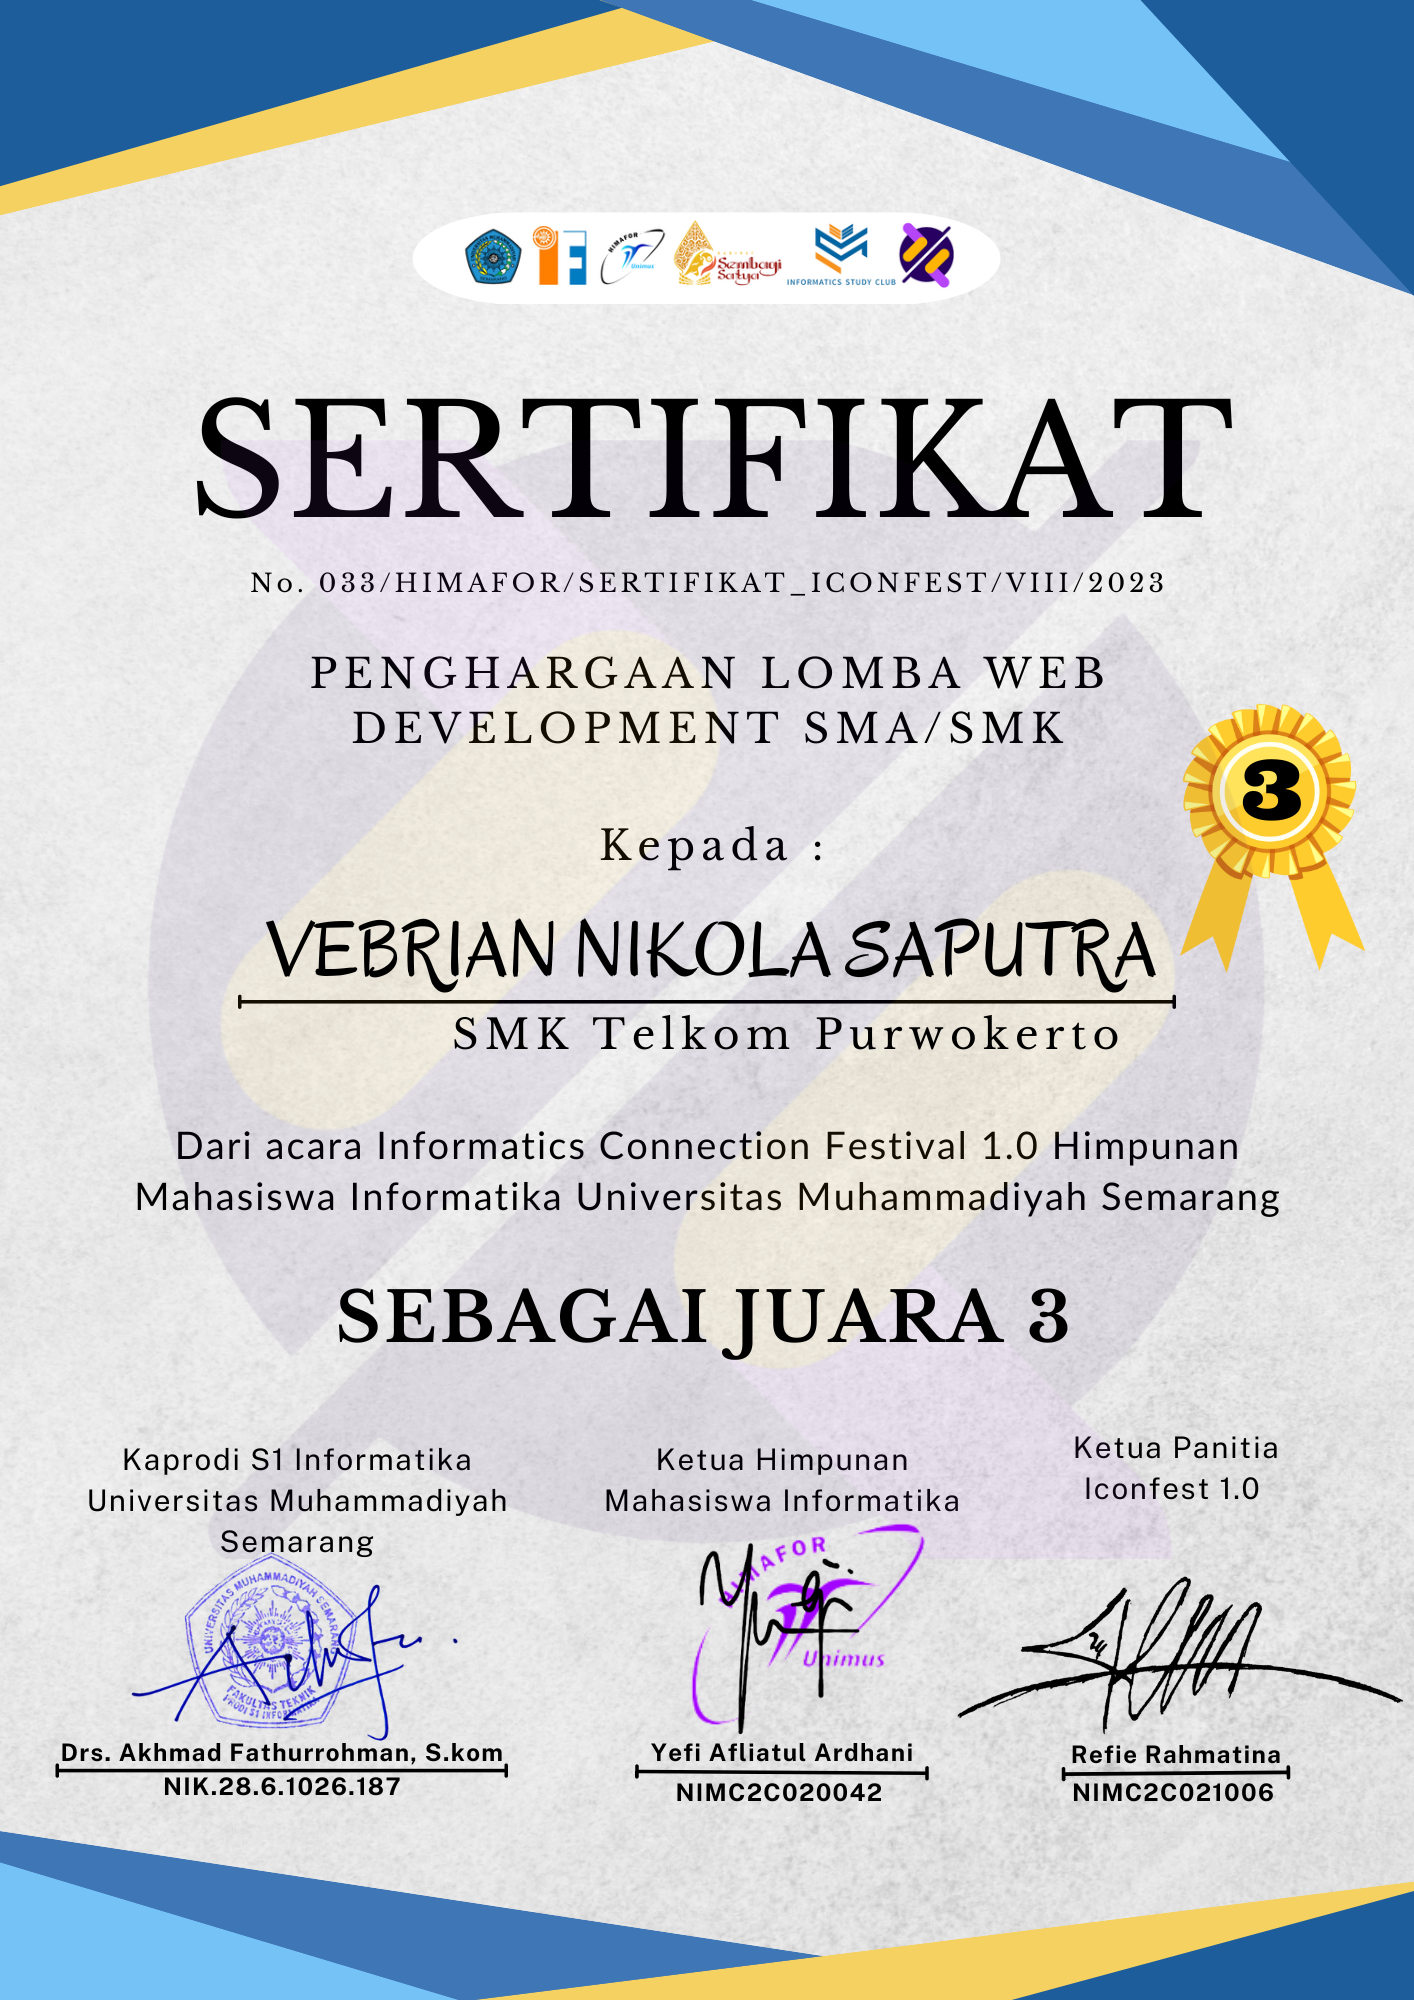 HIMAFOR
Unimus
Sembagi
Satya
INFORMATICS STUDY CLUB
SERTIFIKAT
No. 033/HIMAFOR/SERTIFIKAT_ICONFEST/VIII/2023
PENGHARGAAN LOMBA WEB
DEVELOPMENT SMA/SMK
3
Kepada :
VEBRIAN NIKOLA SAPUTRA
SMK Telkom Purwokerto
Dari acara Informatics Connection Festival 1.0 Himpunan
Mahasiswa Informatika Universitas Muhammadiyah Semarang
SEBAGAI JUARA 3
Kaprodi S1 Informatika
Universitas Muhammadiyah
Semarang
UNIVERSITAS MUHAMMADIYAH SEMARANG
FAKULTAS TEKNIK
PRODI S1 INFORMATIKA
Drs. Akhmad Fathurrohman, S.kom
NIK.28.6.1026.187
Ketua Himpunan
Mahasiswa Informatika
HIMAFOR
Unimus
Yefi Afliatul Ardhani
NIMC2C020042
Ketua Panitia
Iconfest 1.0
Refie Rahmatina
NIMC2C021006